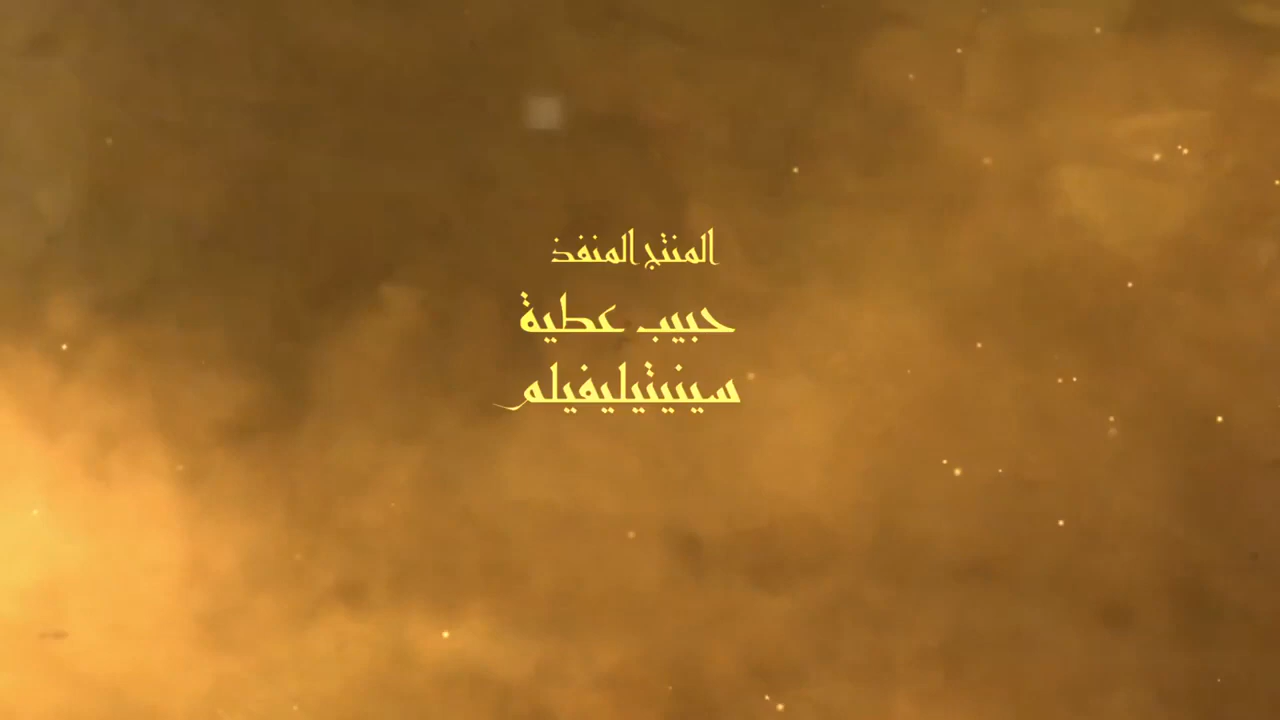 المنتج المنفذ
حبيب عطية
سينيتيليفيلم